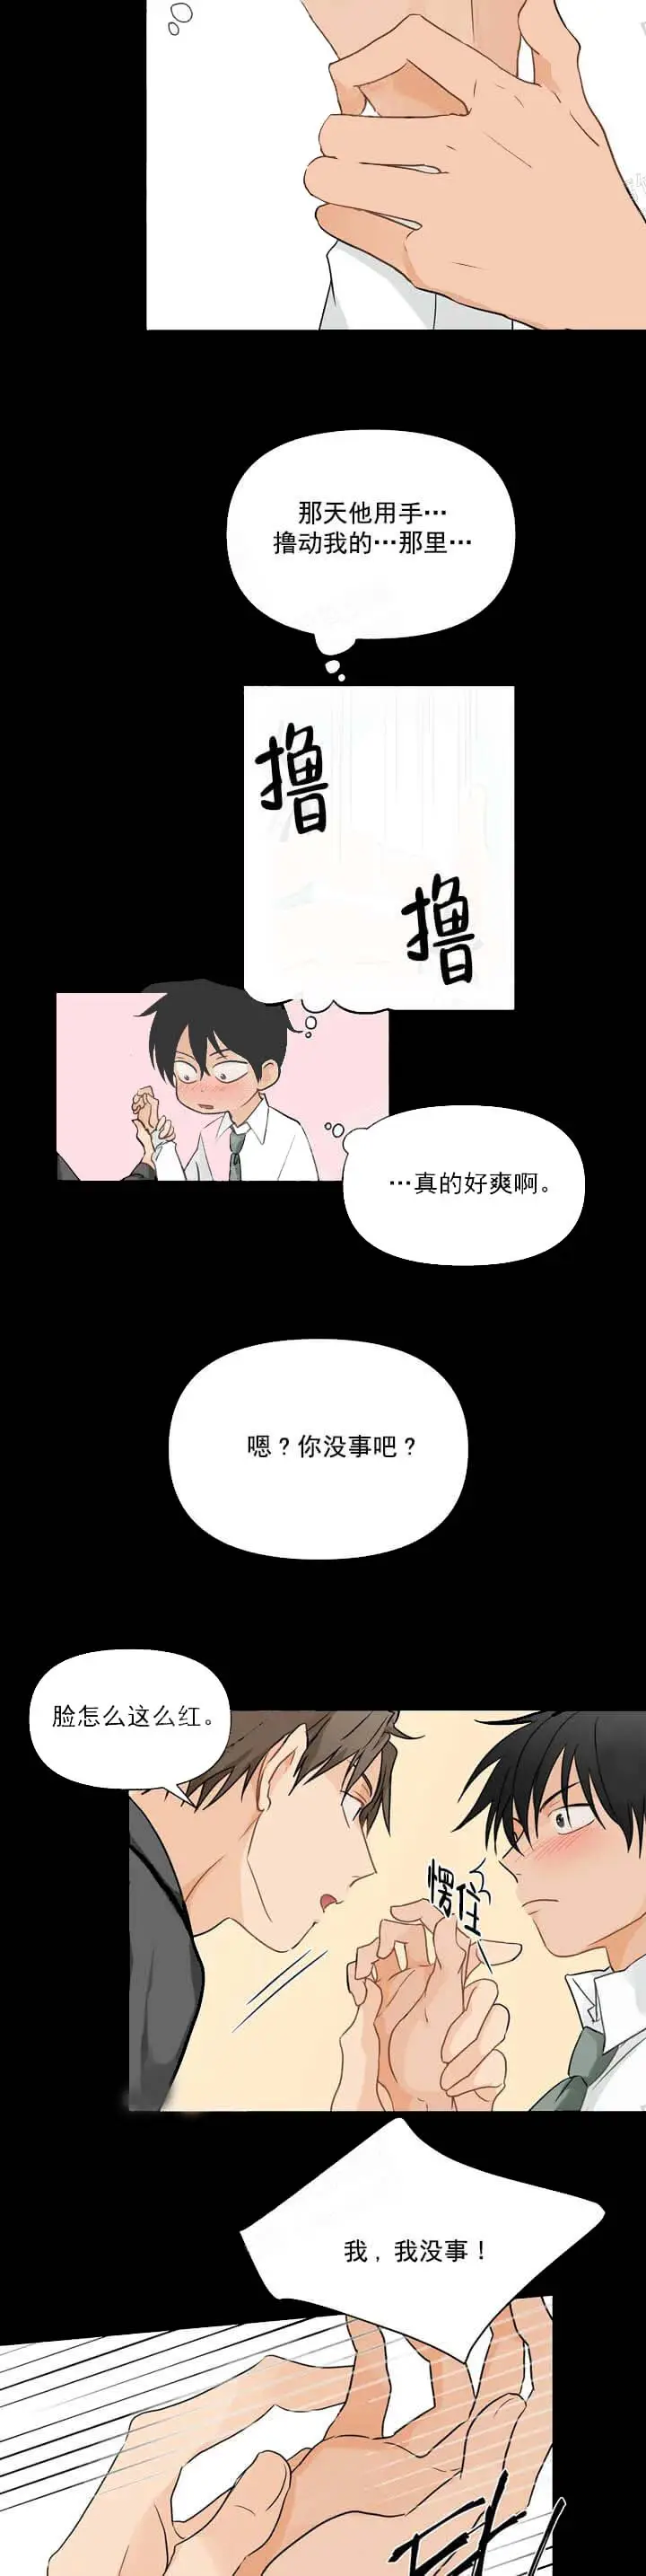 那天他用手…
撸动我的…那里…
撸
撸
…真的好爽啊。
嗯？你没事吧？
脸怎么这么红。
愣住
我，我没事！